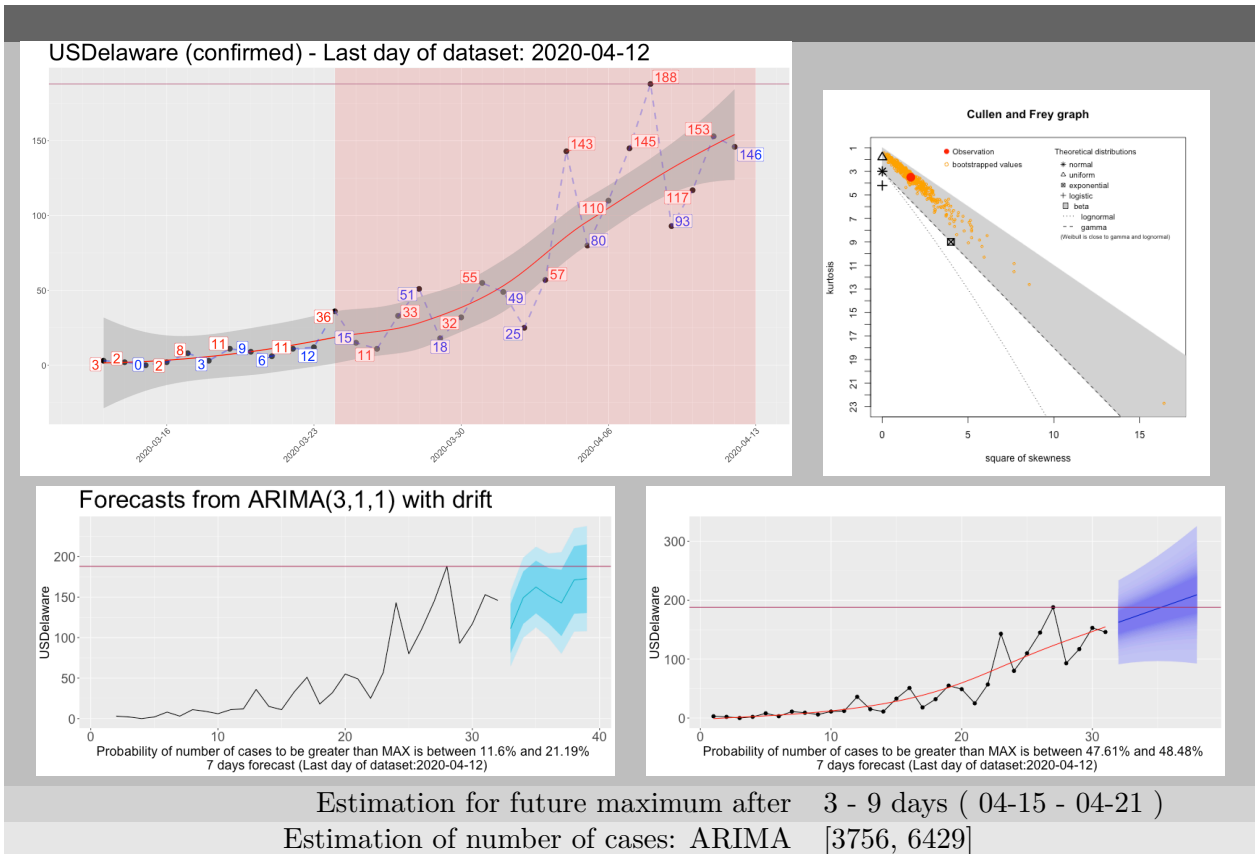 USDelaware (confirmed) - Last day of dataset: 2020-04-12
188
150
143
145
153
146
100
110
117
93
80
50
51
55
57
49
36
33
32
25
15
18
11
0
3
2
0
2
8
3
11
9
6
11
12
2020-03-16
2020-03-23
2020-03-30
2020-04-06
2020-04-13
Cullen and Frey graph
Observation
bootstrapped values
Theoretical distributions
normal
uniform
exponential
logistic
beta
lognormal
gamma
(Weibull is close to gamma and lognormal)
kurtosis
1
3
5
7
9
11
13
15
17
19
21
23
0 5 10 15
square of skewness
Forecasts from ARIMA(3,1,1) with drift
USDelaware
200
150
100
50
0
0 10 20 30 40
Probability of number of cases to be greater than MAX is between 11.6% and 21.19%
7 days forecast (Last day of dataset:2020-04-12)
USDelaware
300
200
100
0
0 10 20 30
Probability of number of cases to be greater than MAX is between 47.61% and 48.48%
7 days forecast (Last day of dataset:2020-04-12)
Estimation for future maximum after 3 - 9 days ( 04-15 - 04-21 )
Estimation of number of cases: ARIMA [3756, 6429]